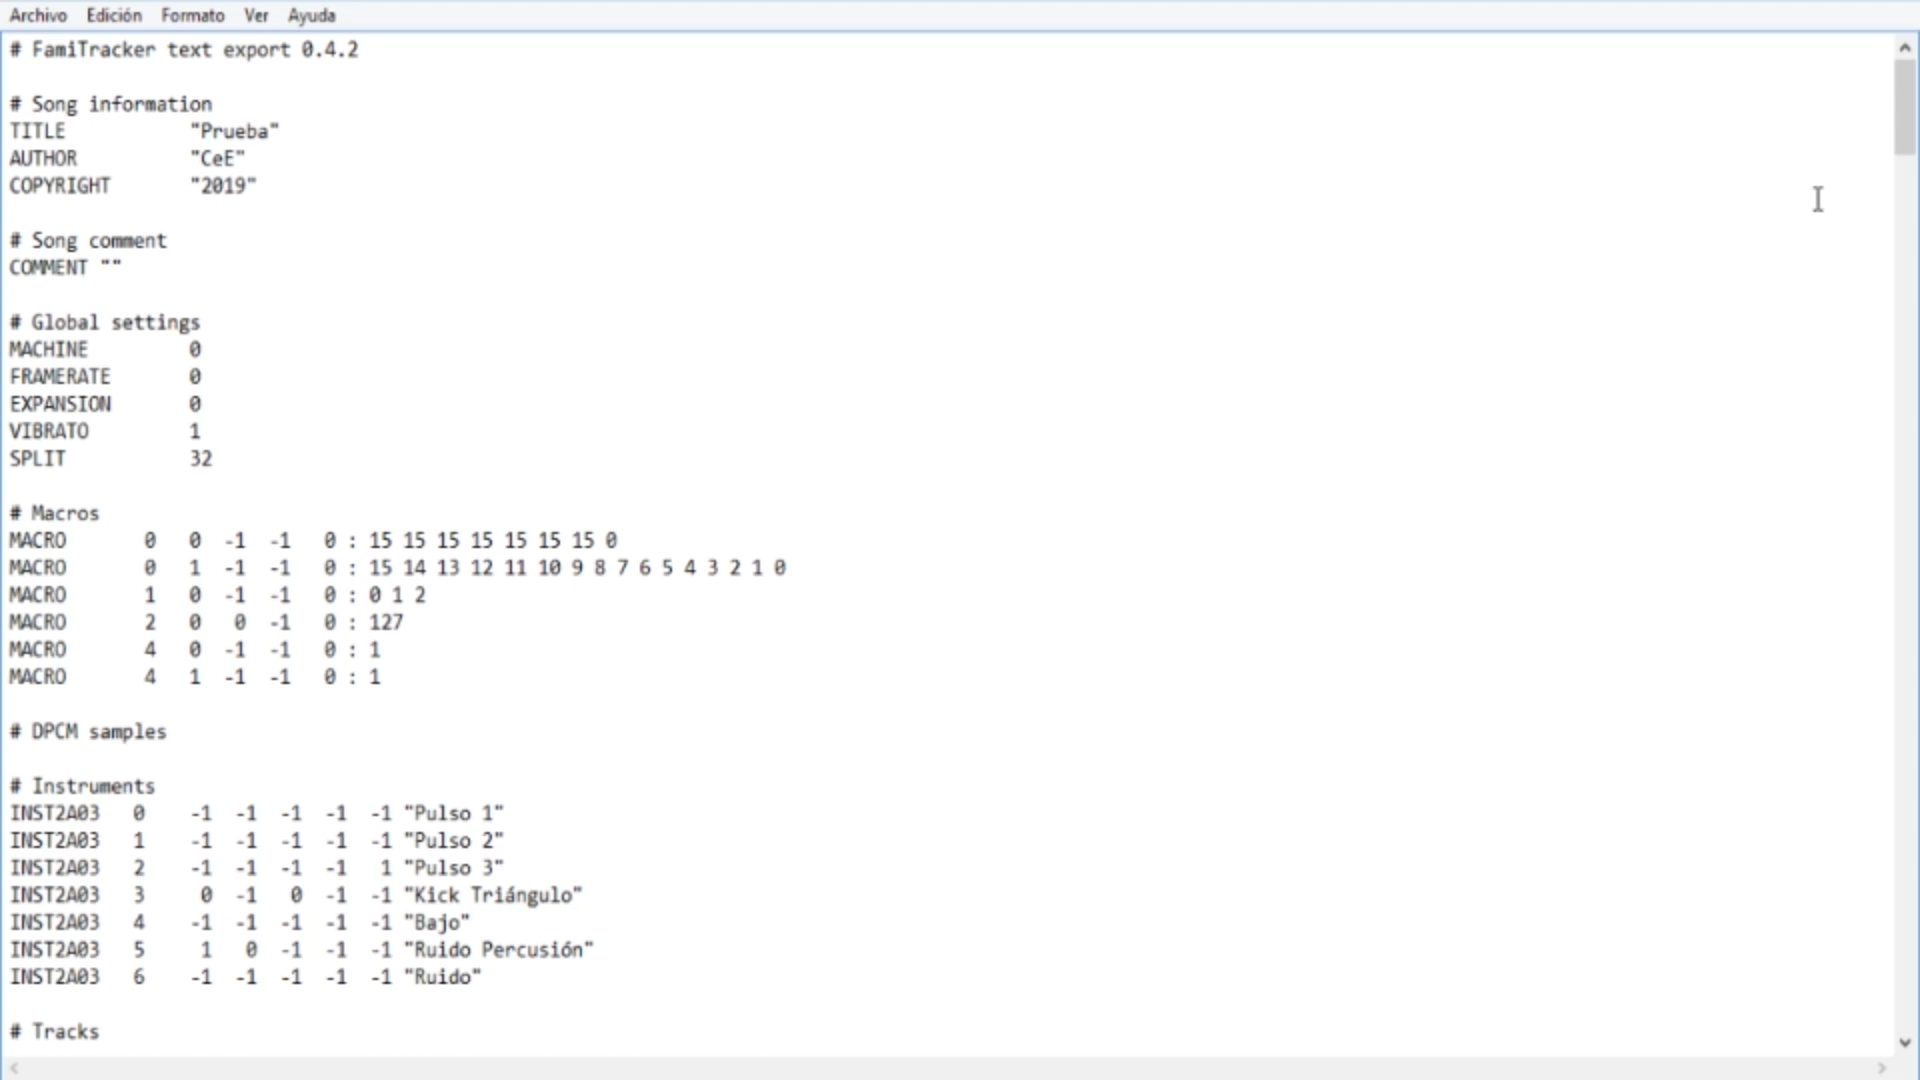 Archivo Edición Formato Ver Ayuda
# FamiTracker text export 0.4.2
# Song information
TITLE "Prueba"
AUTHOR "CeE"
COPYRIGHT "2019"
# Song comment
COMMENT ""
# Global settings
MACHINE 0
FRAMERATE 0
EXPANSION 0
VIBRATO 1
SPLIT 32
# Macros
MACRO 0 0 -1 -1 0 : 15 15 15 15 15 15 15 0
MACRO 0 1 -1 -1 0 : 15 14 13 12 11 10 9 8 7 6 5 4 3 2 1 0
MACRO 1 0 -1 -1 0 : 0 1 2
MACRO 2 0 0 -1 0 : 127
MACRO 4 0 -1 -1 0 : 1
MACRO 4 1 -1 -1 0 : 1
# DPCM samples
# Instruments
INST2A03 0 -1 -1 -1 -1 -1 "Pulso 1"
INST2A03 1 -1 -1 -1 -1 -1 "Pulso 2"
INST2A03 2 -1 -1 -1 -1 1 "Pulso 3"
INST2A03 3 0 -1 0 -1 -1 "Kick Triángulo"
INST2A03 4 -1 -1 -1 -1 -1 "Bajo"
INST2A03 5 1 0 -1 -1 -1 "Ruido Percusión"
INST2A03 6 -1 -1 -1 -1 -1 "Ruido"
# Tracks